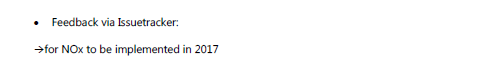 • Feedback via Issuetracker:
→for NOx to be implemented in 2017